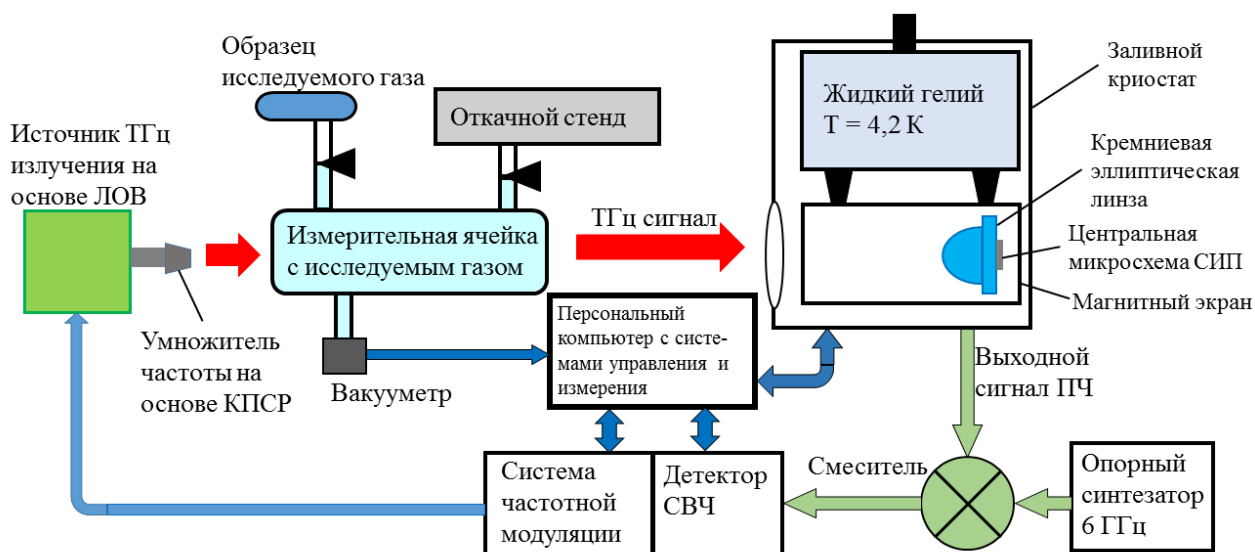 Образец
исследуемого газа
Откачной стенд
Источник ТГц
излучения на
основе ЛОВ
Измерительная ячейка
с исследуемым газом
ТГц сигнал
Жидкий гелий
Т = 4,2 К
Заливной
криостат
Кремниевая
эллиптическая
линза
Центральная
микросхема СИП
Магнитный экран
Умножитель
частоты на
основе КПСР
Вакууметр
Персональный
компьютер с систе-
мами управления и
измерения
Выходной
сигнал ПЧ
Система
частотной
модуляции
Детектор
СВЧ
Смеситель
Опорный
синтезатор
6 ГГц